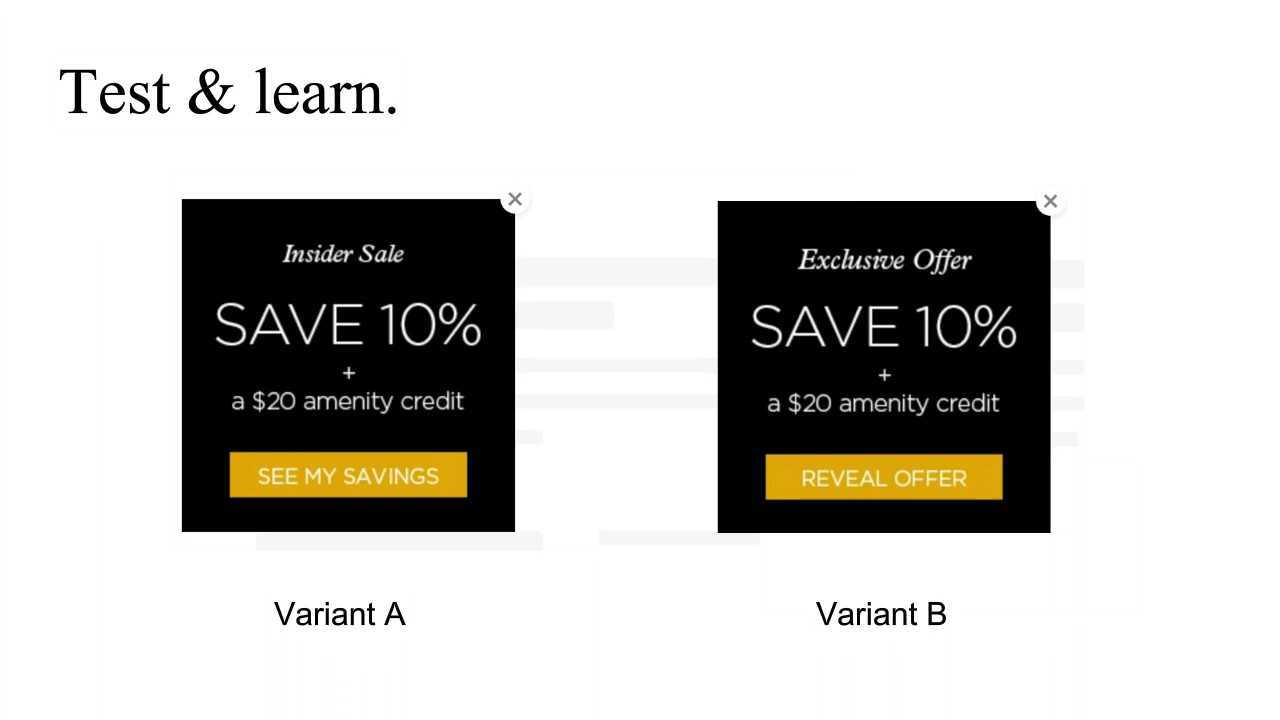 Test & learn.
Insider Sale
SAVE 10%
+
a $20 amenity credit
SEE MY SAVINGS
Variant A
Exclusive Offer
SAVE 10%
+
a $20 amenity credit
REVEAL OFFER
Variant B